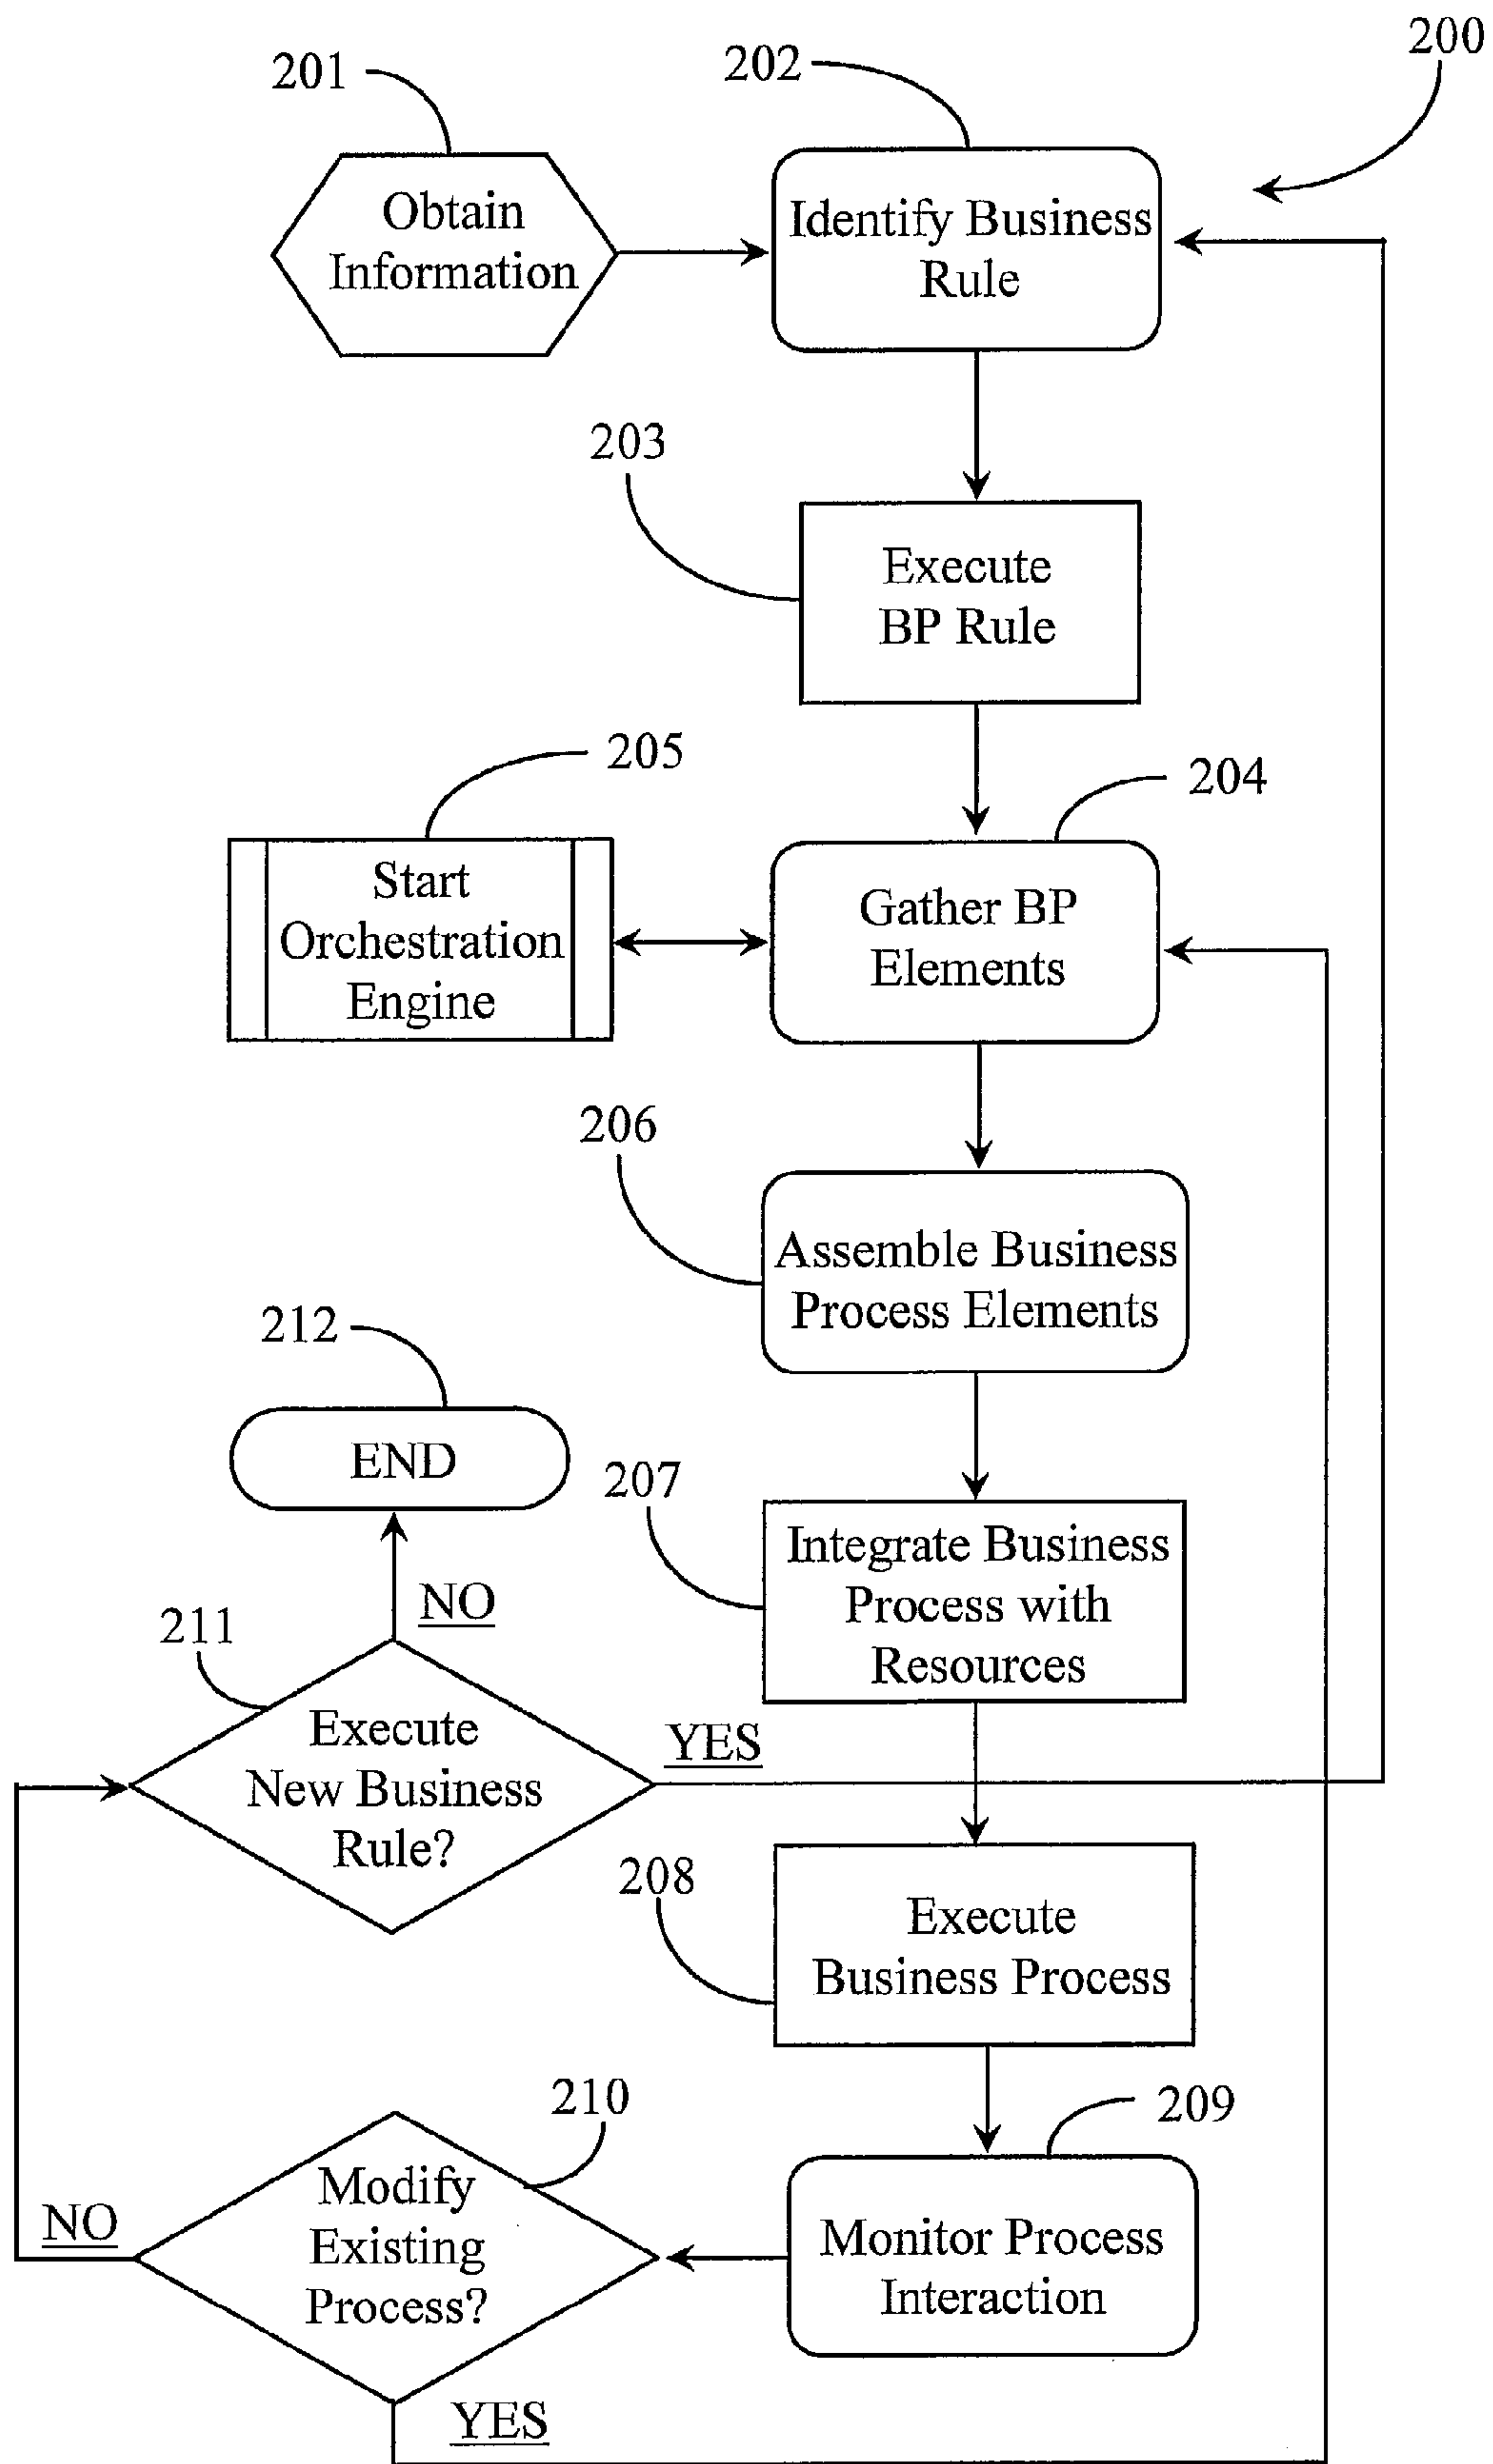 200
201
202
Obtain
Information
Identify Business
Rule
203
Execute
BP Rule
205
204
Start
Orchestration
Engine
Gather BP
Elements
206
Assemble Business
Process Elements
212
END
207
Integrate Business
Process with
Resources
NO
211
Execute
New Business
Rule?
YES
208
Execute
Business Process
210
209
Modify
Existing
Process?
NO
Monitor Process
Interaction
YES